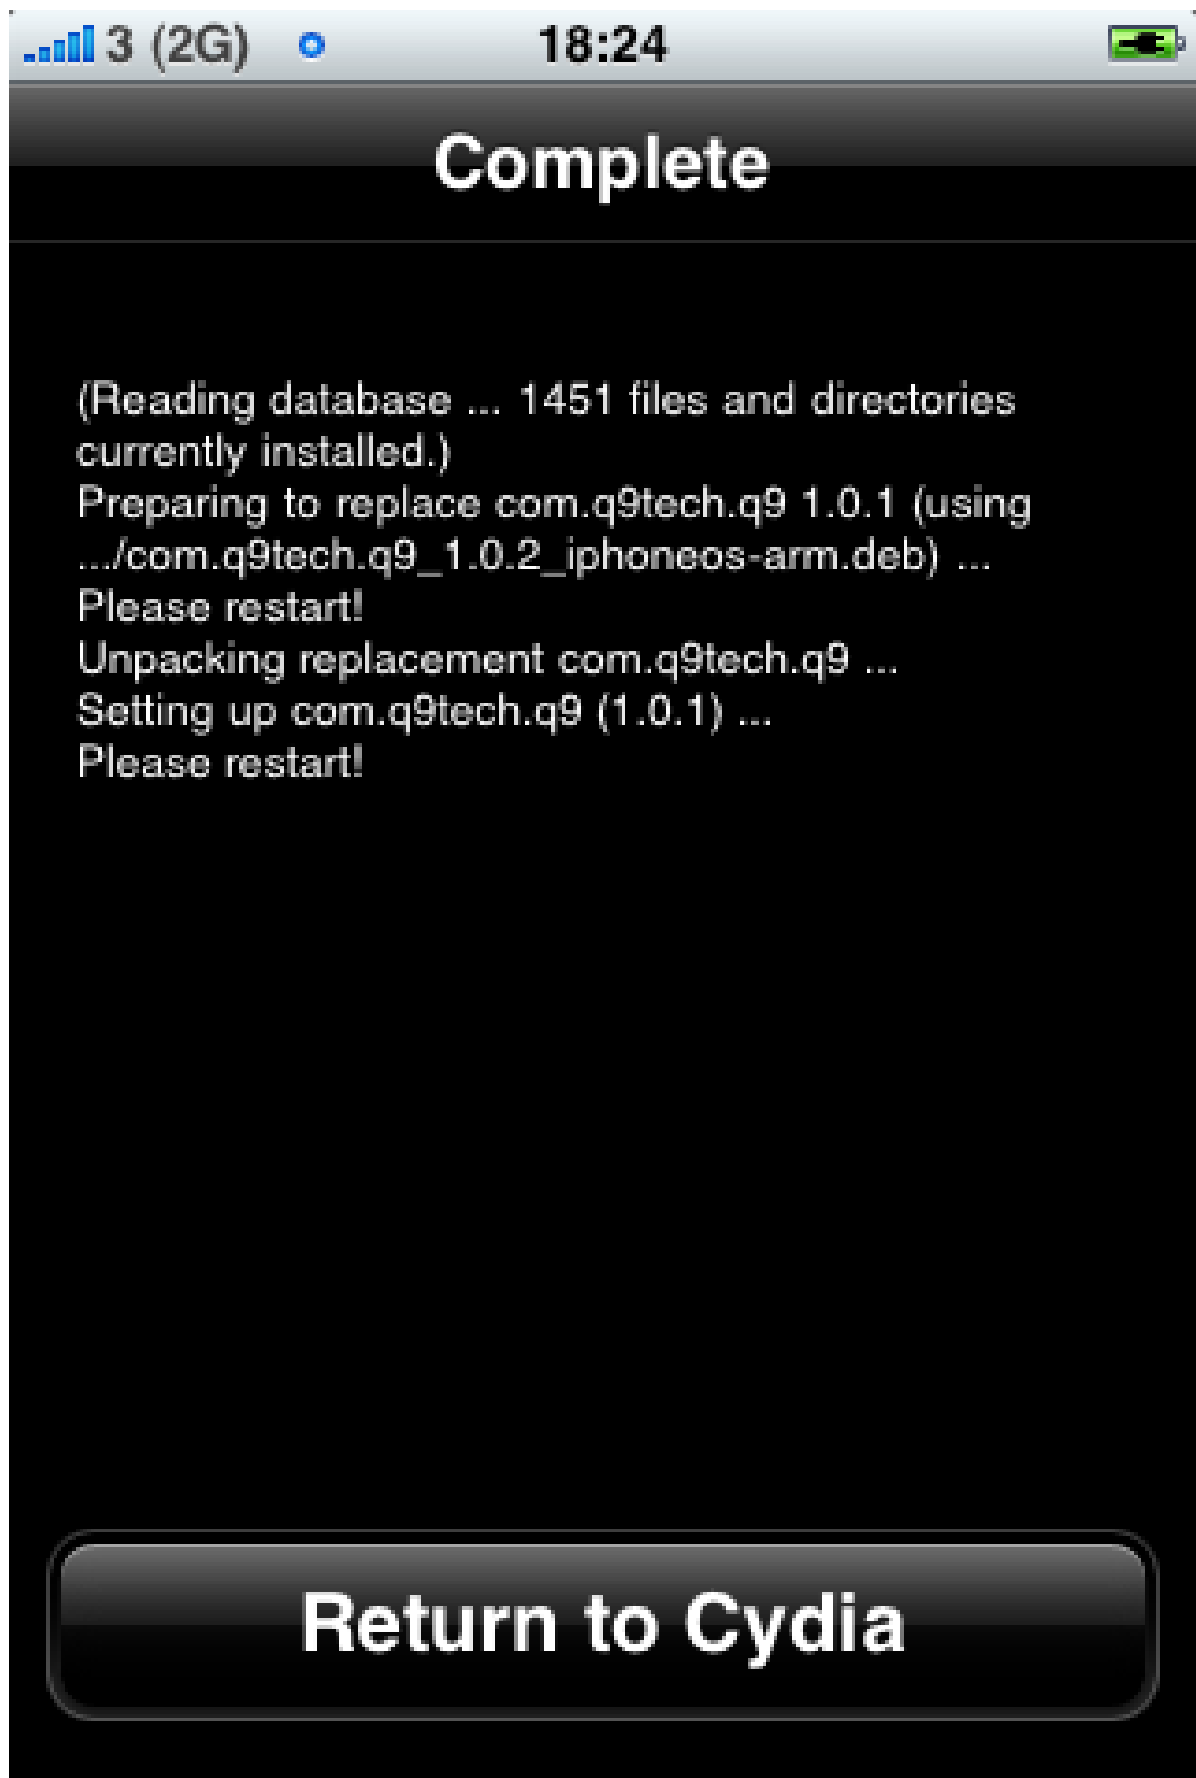 3 (2G) 18:24
Complete
(Reading database ... 1451 files and directories
currently installed.)
Preparing to replace com.q9tech.q9 1.0.1 (using
.../com.q9tech.q9_1.0.2_iphoneos-arm.deb) ...
Please restart!
Unpacking replacement com.q9tech.q9 ...
Setting up com.q9tech.q9 (1.0.1) ...
Please restart!
Return to Cydia